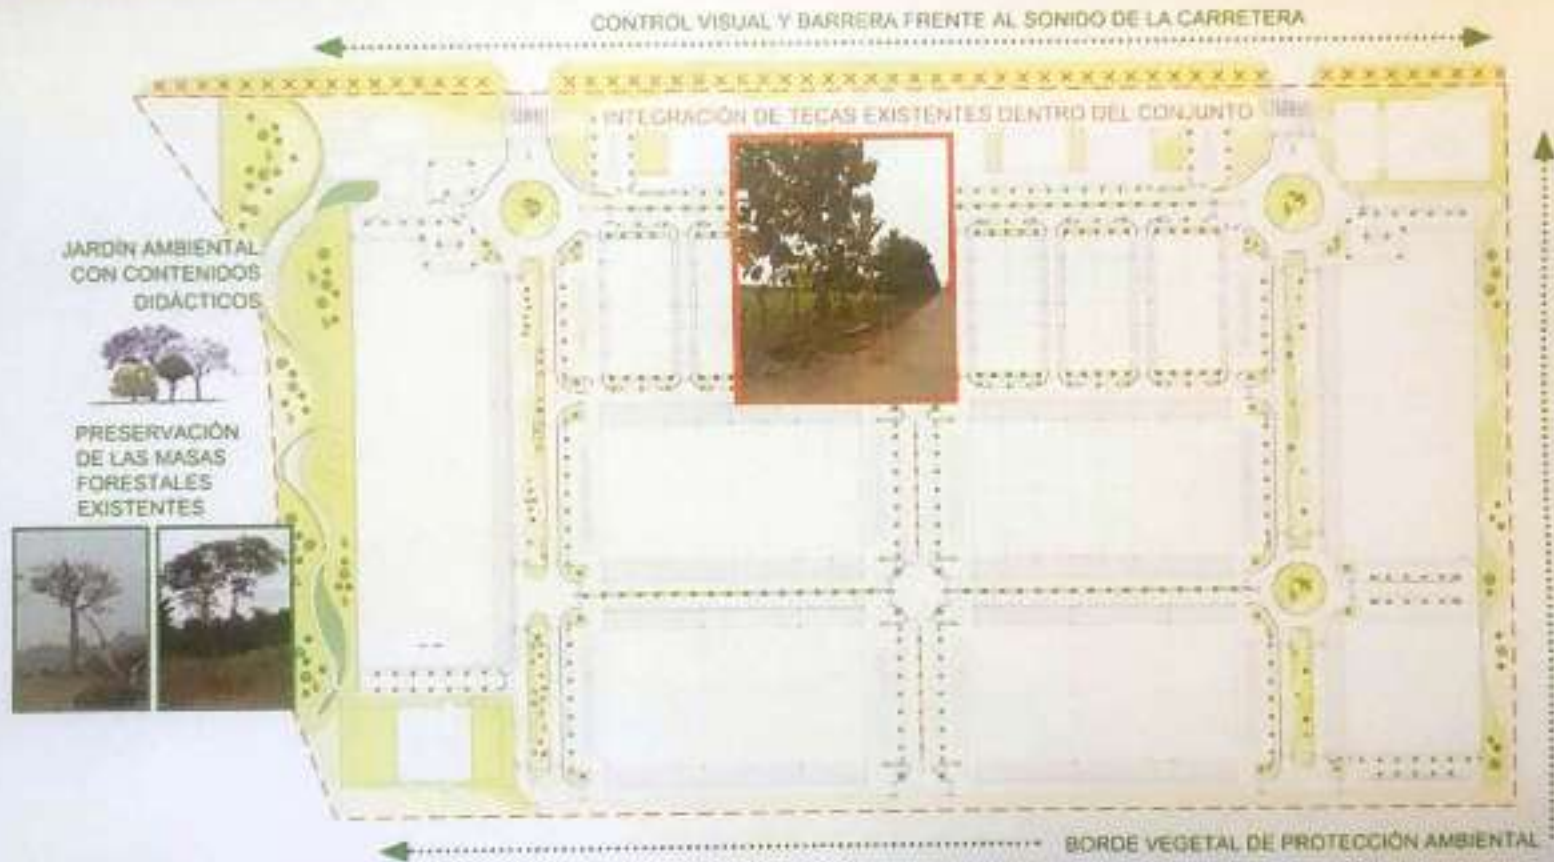 CONTROL VISUAL Y BARRERA FRENTE AL SONIDO DE LA CARRETERA
INTEGRACIÓN DE TECAS EXISTENTES DENTRO DEL CONJUNTO
JARDÍN AMBIENTAL
CON CONTENIDOS
DIDÁCTICOS
PRESERVACIÓN
DE LAS MASAS
FORESTALES
EXISTENTES
BORDE VEGETAL DE PROTECCIÓN AMBIENTAL